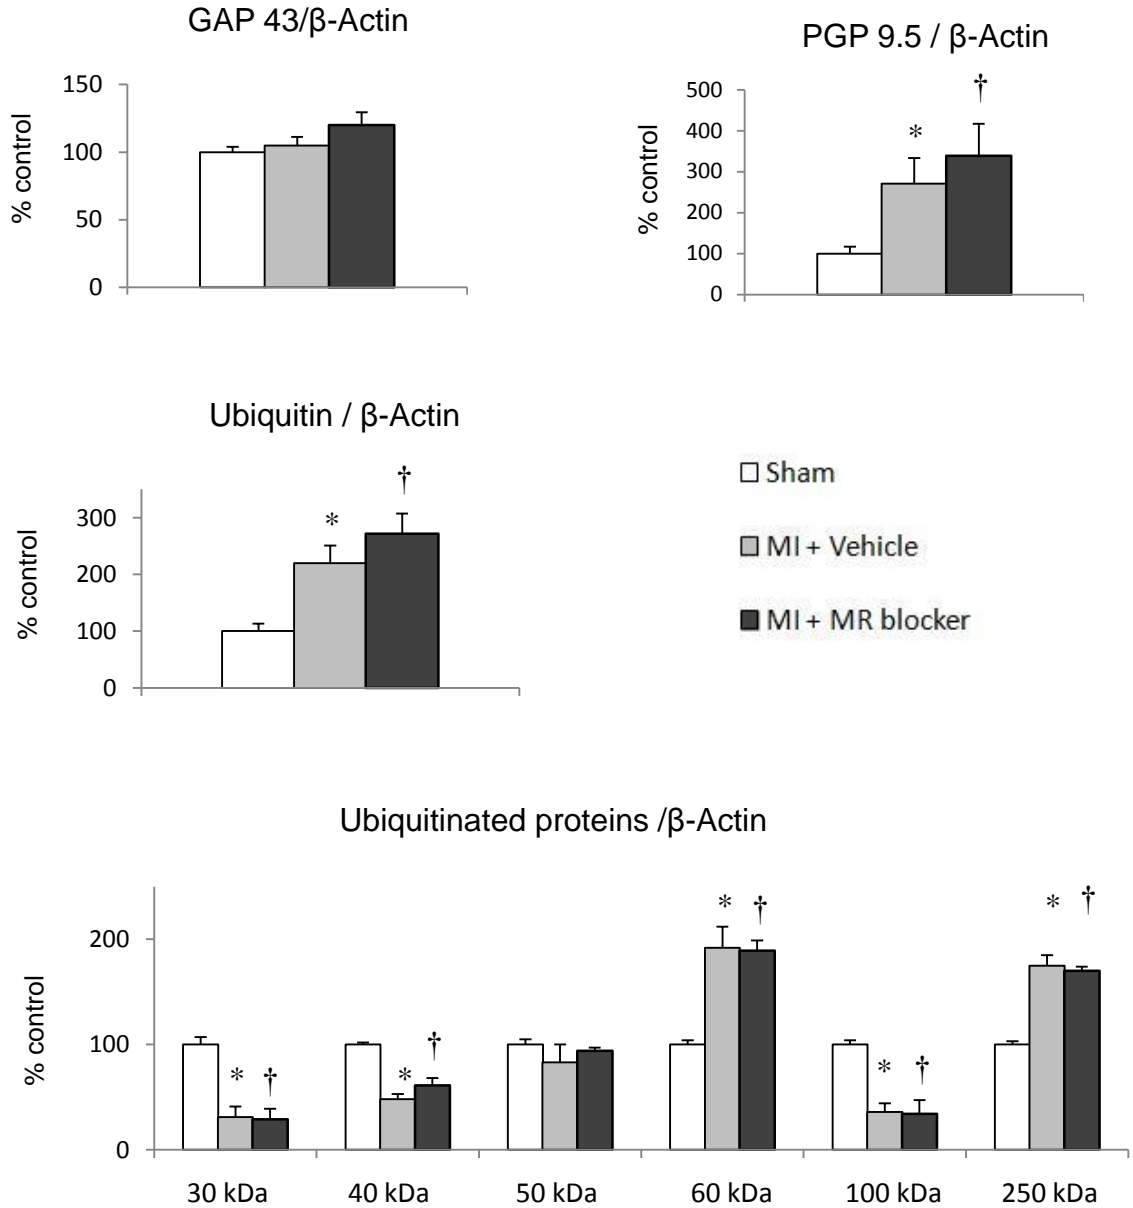 GAP 43/β-Actin
% control
150
100
50
0
PGP 9.5 / β-Actin
% control
500
400
300
200
100
0
*
†
Ubiquitin / β-Actin
% control
300
200
100
0
*
†
Sham
MI + Vehicle
MI + MR blocker
Ubiquitinated proteins /β-Actin
% control
200
100
0
* †
* †
* †
* †
* †
30 kDa 40 kDa 50 kDa 60 kDa 100 kDa 250 kDa